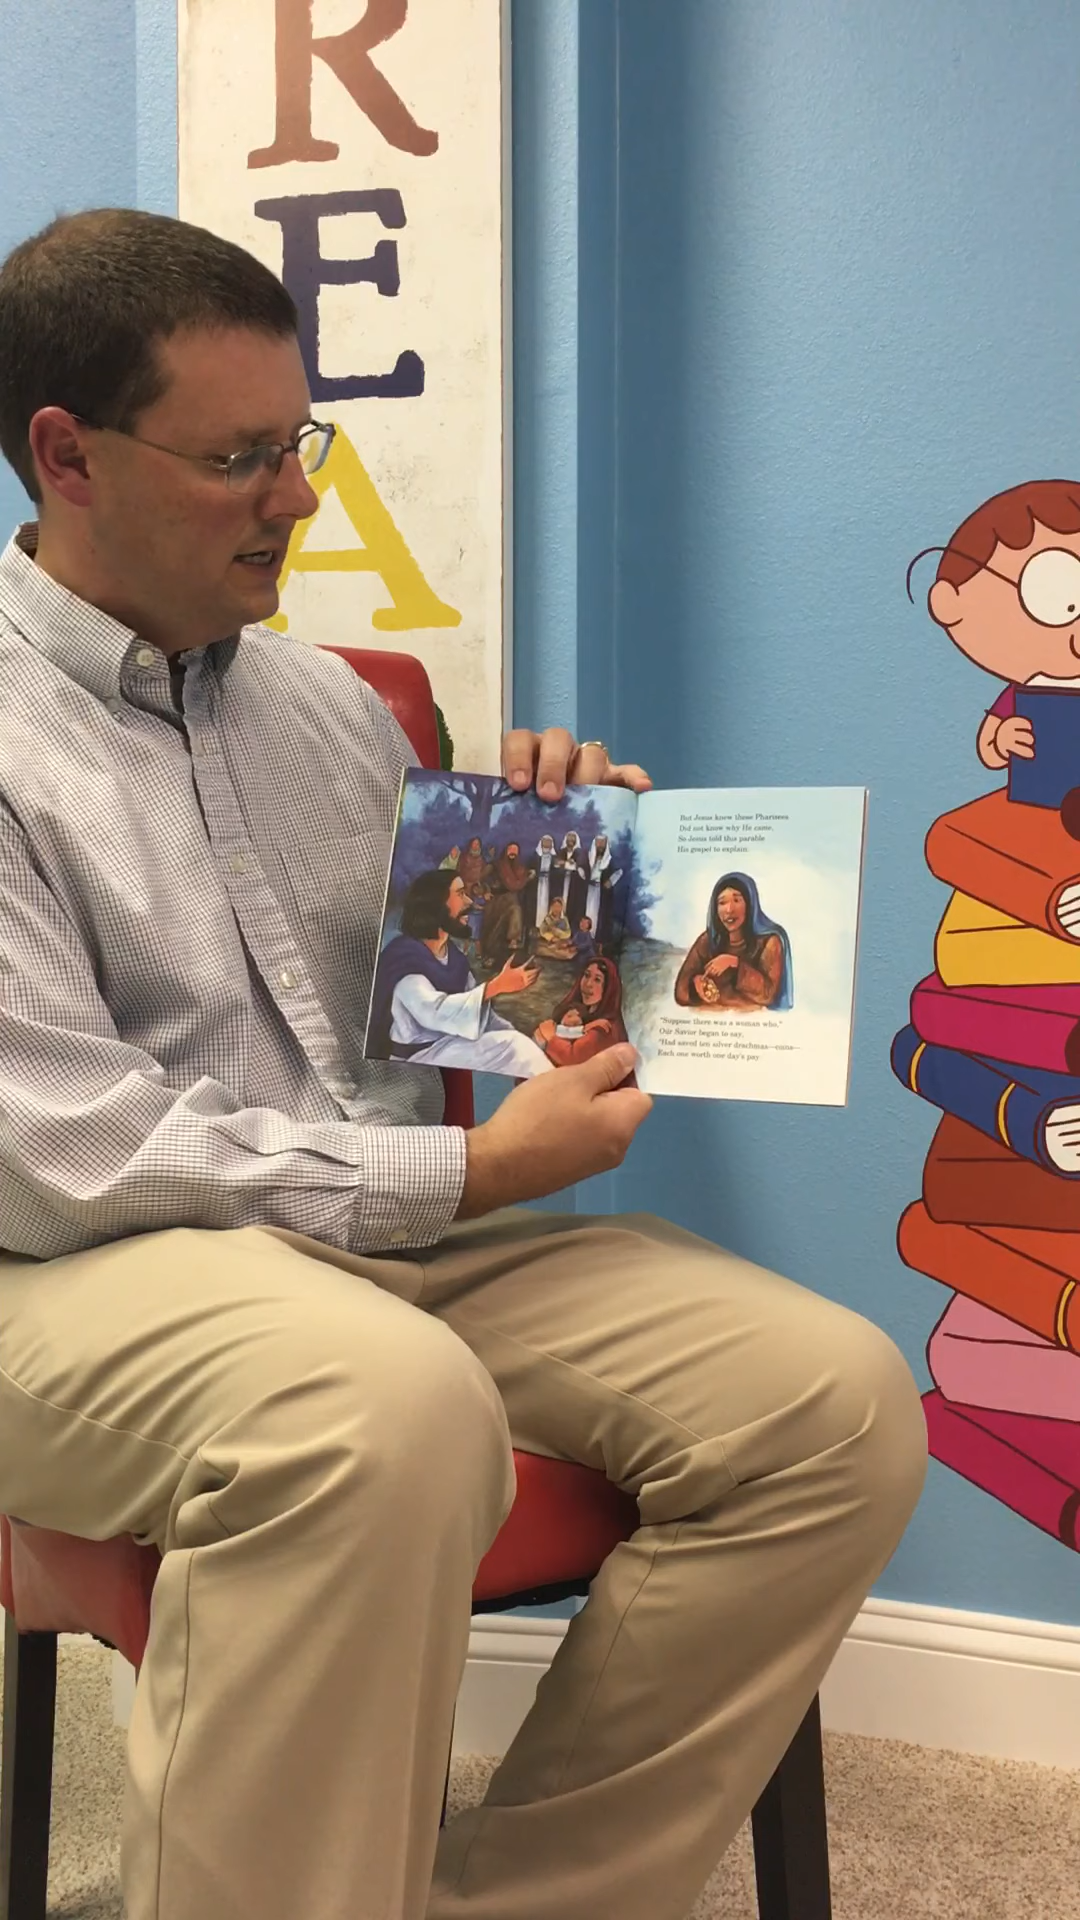 R
E
A
But Jesus knew these Pharisees
Did not know why He came,
So Jesus told this parable
His gospel to explain:
"Suppose there was a woman who,"
Our Savior began to say,
"Had saved ten silver drachmas—coins—
Each one worth one day's pay.